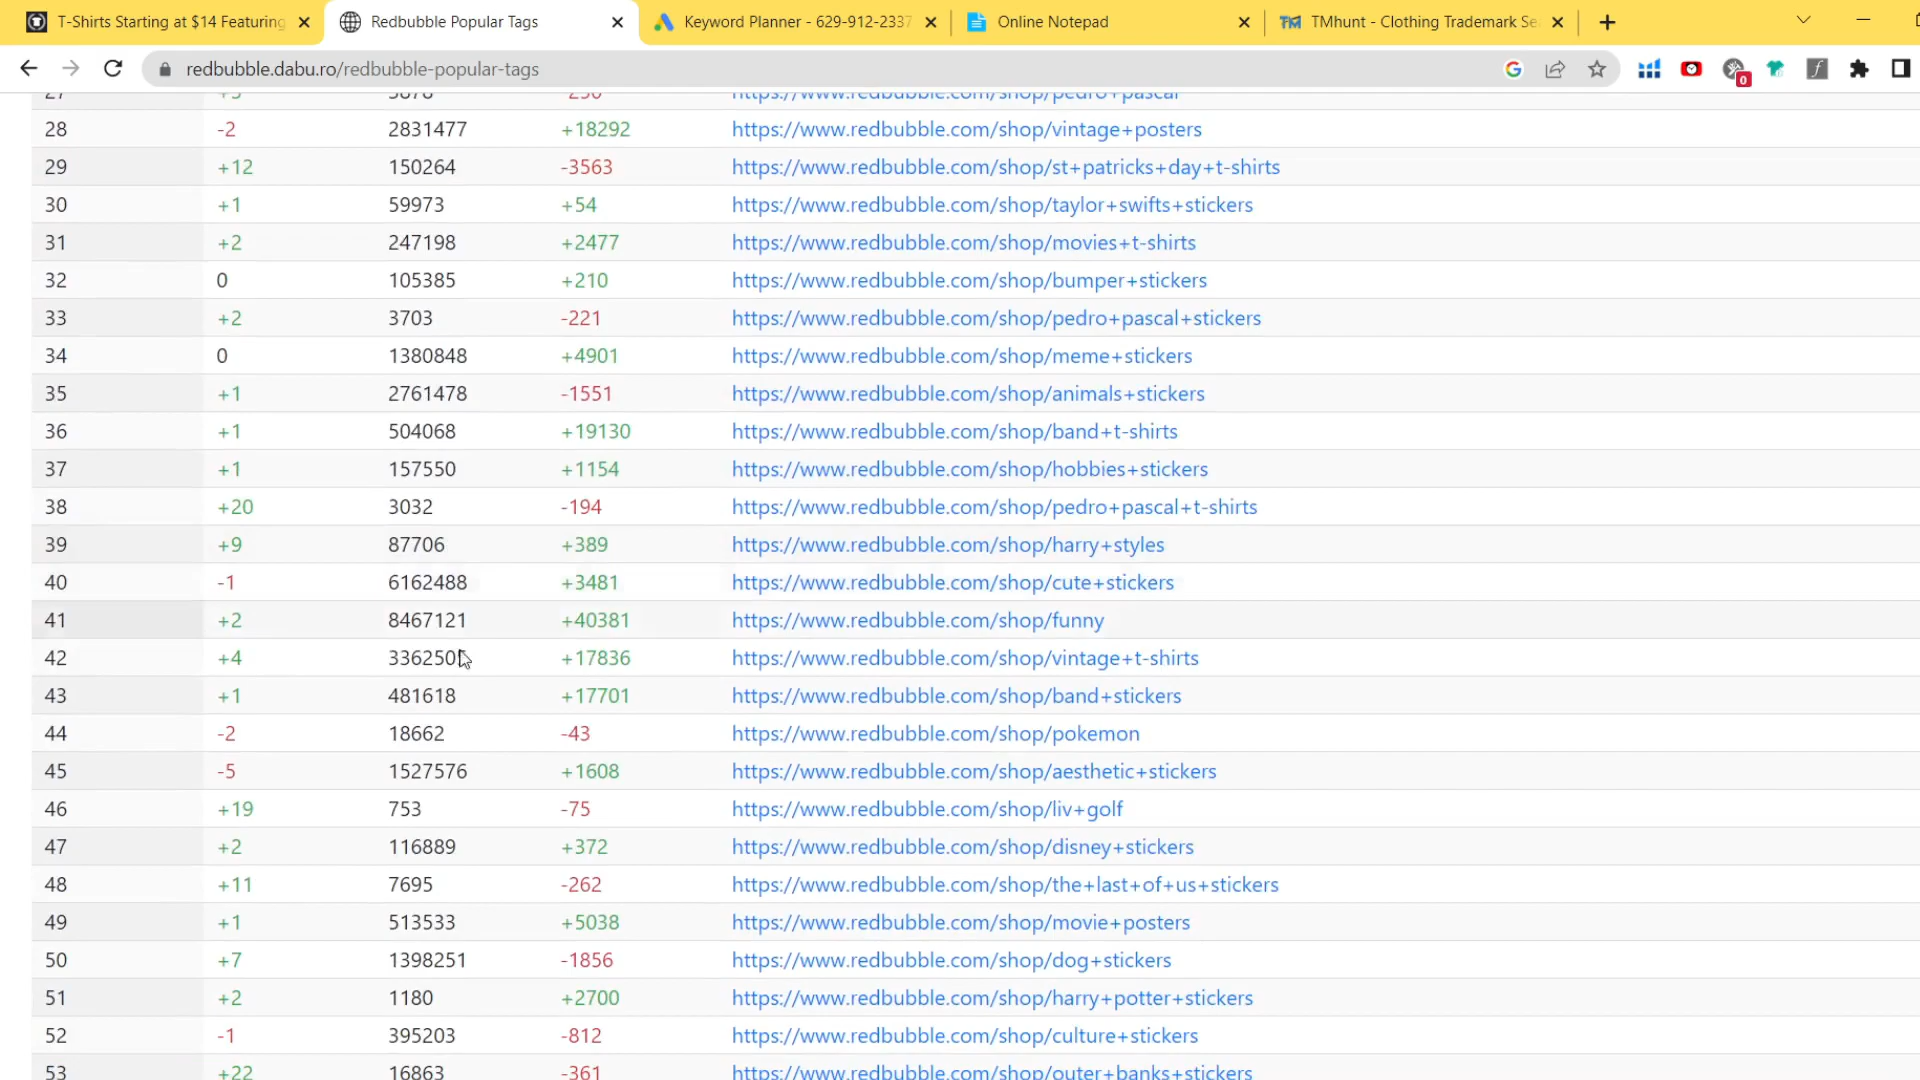 T-Shirts Starting at $14 Featuring
Redbubble Popular Tags
Keyword Planner - 629-912-2337
Online Notepad
TMhunt - Clothing Trademark Se
redbubble.dabu.ro/redbubble-popular-tags
0
27 +5 3878 -250 https://www.redbubble.com/shop/pedro+pascal
28 -2 2831477 +18292 https://www.redbubble.com/shop/vintage+posters
29 +12 150264 -3563 https://www.redbubble.com/shop/st+patricks+day+t-shirts
30 +1 59973 +54 https://www.redbubble.com/shop/taylor+swifts+stickers
31 +2 247198 +2477 https://www.redbubble.com/shop/movies+t-shirts
32 0 105385 +210 https://www.redbubble.com/shop/bumper+stickers
33 +2 3703 -221 https://www.redbubble.com/shop/pedro+pascal+stickers
34 0 1380848 +4901 https://www.redbubble.com/shop/meme+stickers
35 +1 2761478 -1551 https://www.redbubble.com/shop/animals+stickers
36 +1 504068 +19130 https://www.redbubble.com/shop/band+t-shirts
37 +1 157550 +1154 https://www.redbubble.com/shop/hobbies+stickers
38 +20 3032 -194 https://www.redbubble.com/shop/pedro+pascal+t-shirts
39 +9 87706 +389 https://www.redbubble.com/shop/harry+styles
40 -1 6162488 +3481 https://www.redbubble.com/shop/cute+stickers
41 +2 8467121 +40381 https://www.redbubble.com/shop/funny
42 +4 +17836 https://www.redbubble.com/shop/vintage+t-shirts
43 +1 481618 +17701 https://www.redbubble.com/shop/band+stickers
44 -2 18662 -43 https://www.redbubble.com/shop/pokemon
45 -5 1527576 +1608 https://www.redbubble.com/shop/aesthetic+stickers
46 +19 753 -75 https://www.redbubble.com/shop/liv+golf
47 +2 116889 +372 https://www.redbubble.com/shop/disney+stickers
48 +11 7695 -262 https://www.redbubble.com/shop/the+last+of+us+stickers
49 +1 513533 +5038 https://www.redbubble.com/shop/movie+posters
50 +7 1398251 -1856 https://www.redbubble.com/shop/dog+stickers
51 +2 1180 +2700 https://www.redbubble.com/shop/harry+potter+stickers
52 -1 395203 -812 https://www.redbubble.com/shop/culture+stickers
53 +22 16863 -361 https://www.redbubble.com/shop/outer+banks+stickers